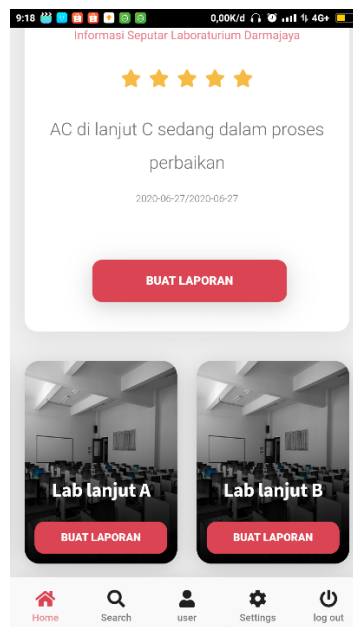 9:18 0,00K/d 4G+
Informasi Seputar Laboraturium Darmajaya
AC di lanjut C sedang dalam proses
perbaikan
2020-06-27/2020-06-27
BUAT LAPORAN
Lab lanjut A
Lab lanjut B
BUAT LAPORAN
BUAT LAPORAN
Home Search user Settings log out